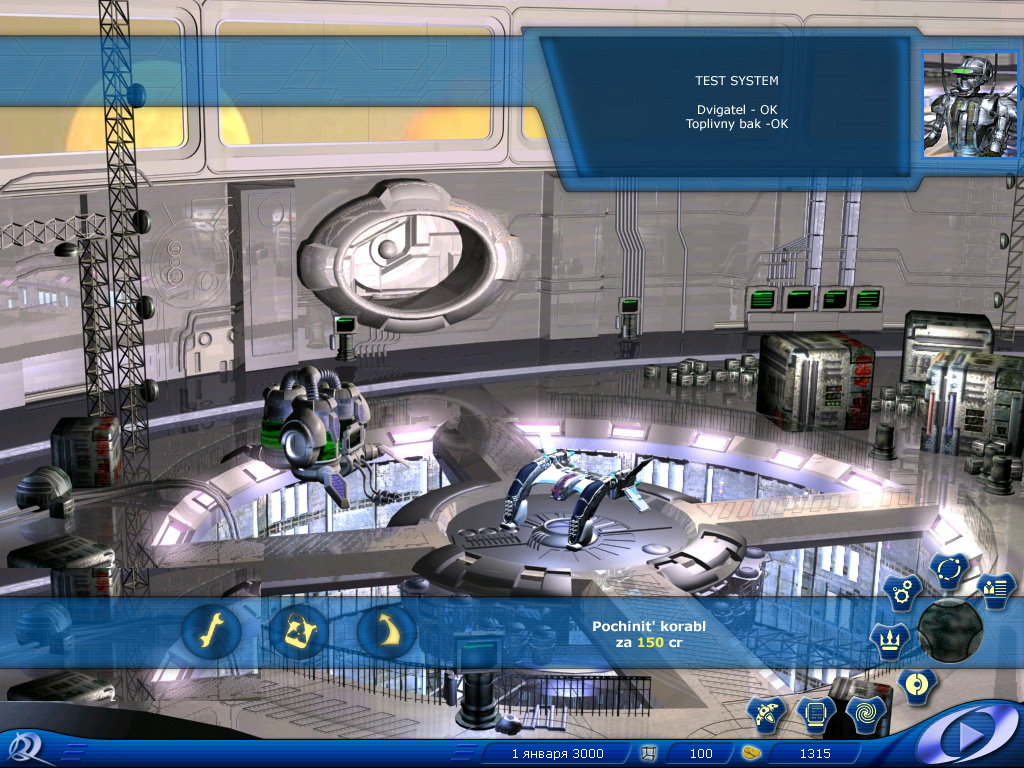 TEST SYSTEM
Dvigatel - OK
Toplivny bak -OK
Pochinit' korabl
za 150 cr
1 января 3000
100
1315